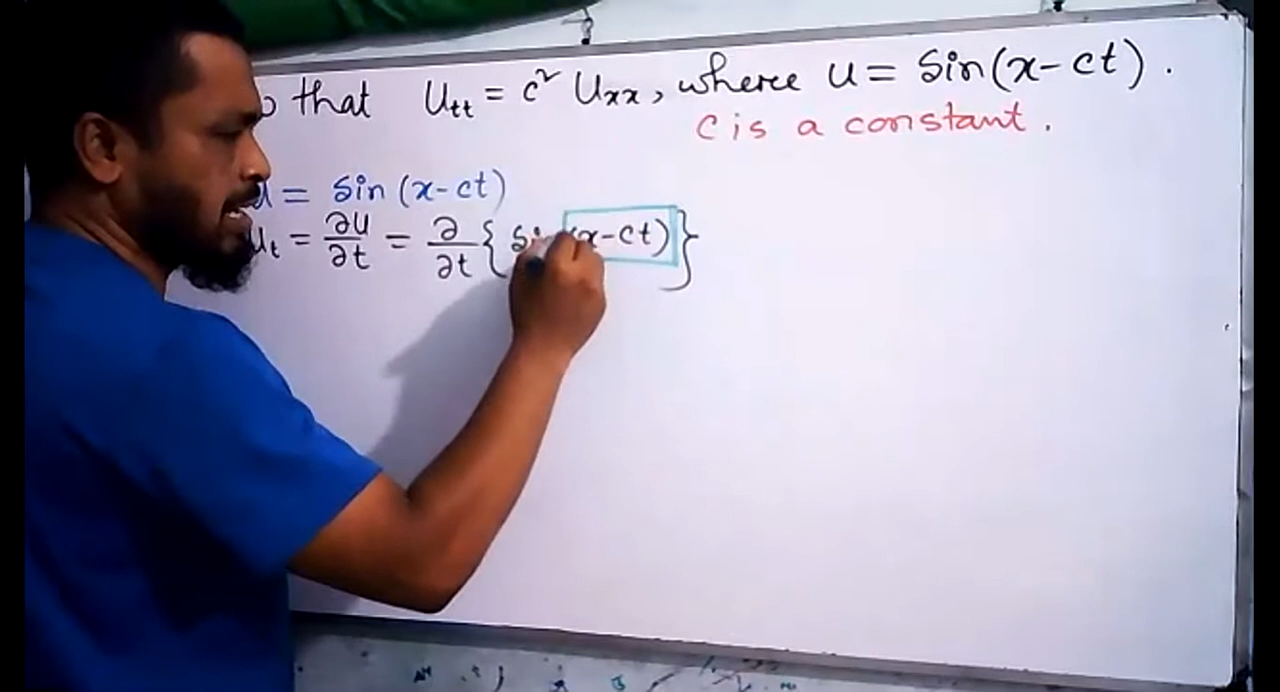 that Utt = c² Uxx, where u = Sin(x-ct).
c is a constant.
u = Sin (x-ct)
Ut = ∂u/∂t = ∂/∂t { Sin (x-ct) }